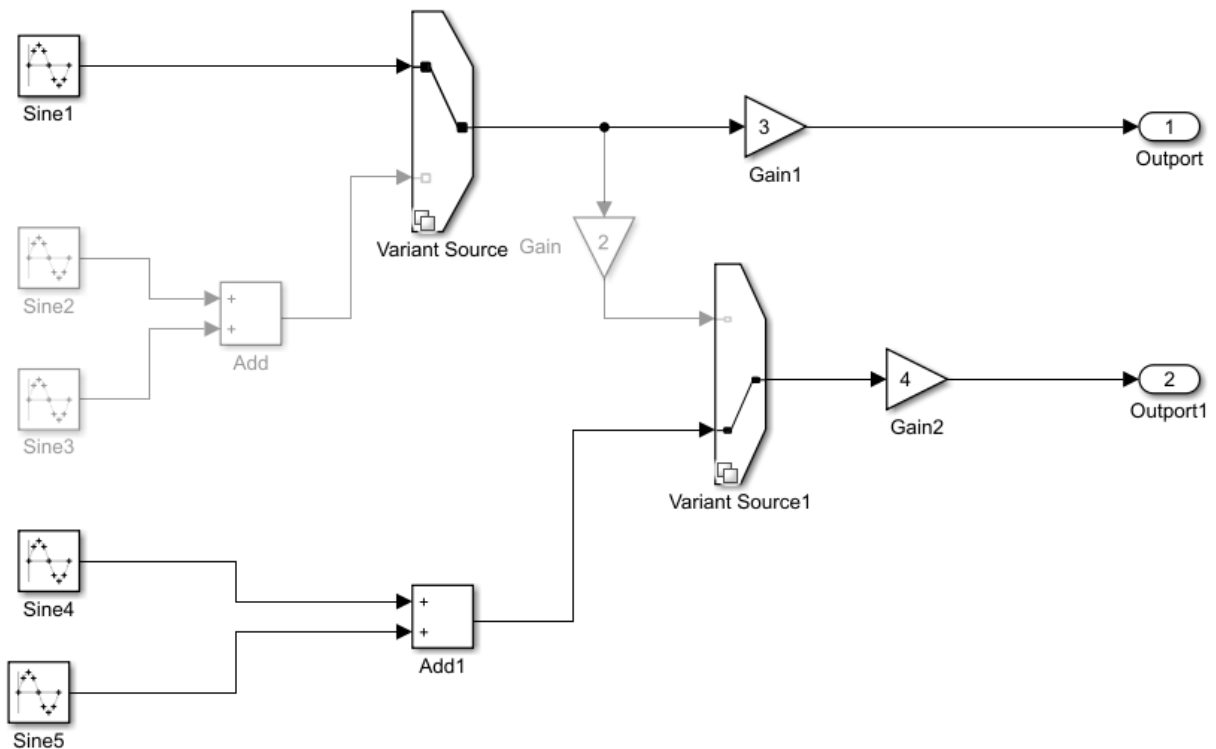 Sine1
3
1
Outport
Gain1
Variant Source
Gain
2
Sine2
+
+
Add
Sine3
4
2
Outport1
Gain2
Variant Source1
Sine4
+
+
Add1
Sine5